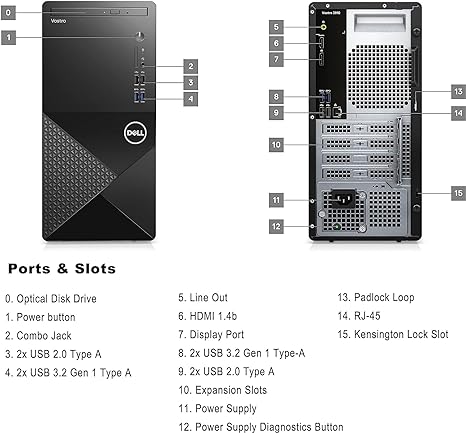 0
Vostro
1
2
3
4
DELL
5
6
7
8
9
10
11
12
13
14
15
Ports & Slots
0. Optical Disk Drive
1. Power button
2. Combo Jack
3. 2x USB 2.0 Type A
4. 2x USB 3.2 Gen 1 Type A
5. Line Out
6. HDMI 1.4b
7. Display Port
8. 2x USB 3.2 Gen 1 Type-A
9. 2x USB 2.0 Type A
10. Expansion Slots
11. Power Supply
12. Power Supply Diagnostics Button
13. Padlock Loop
14. RJ-45
15. Kensington Lock Slot